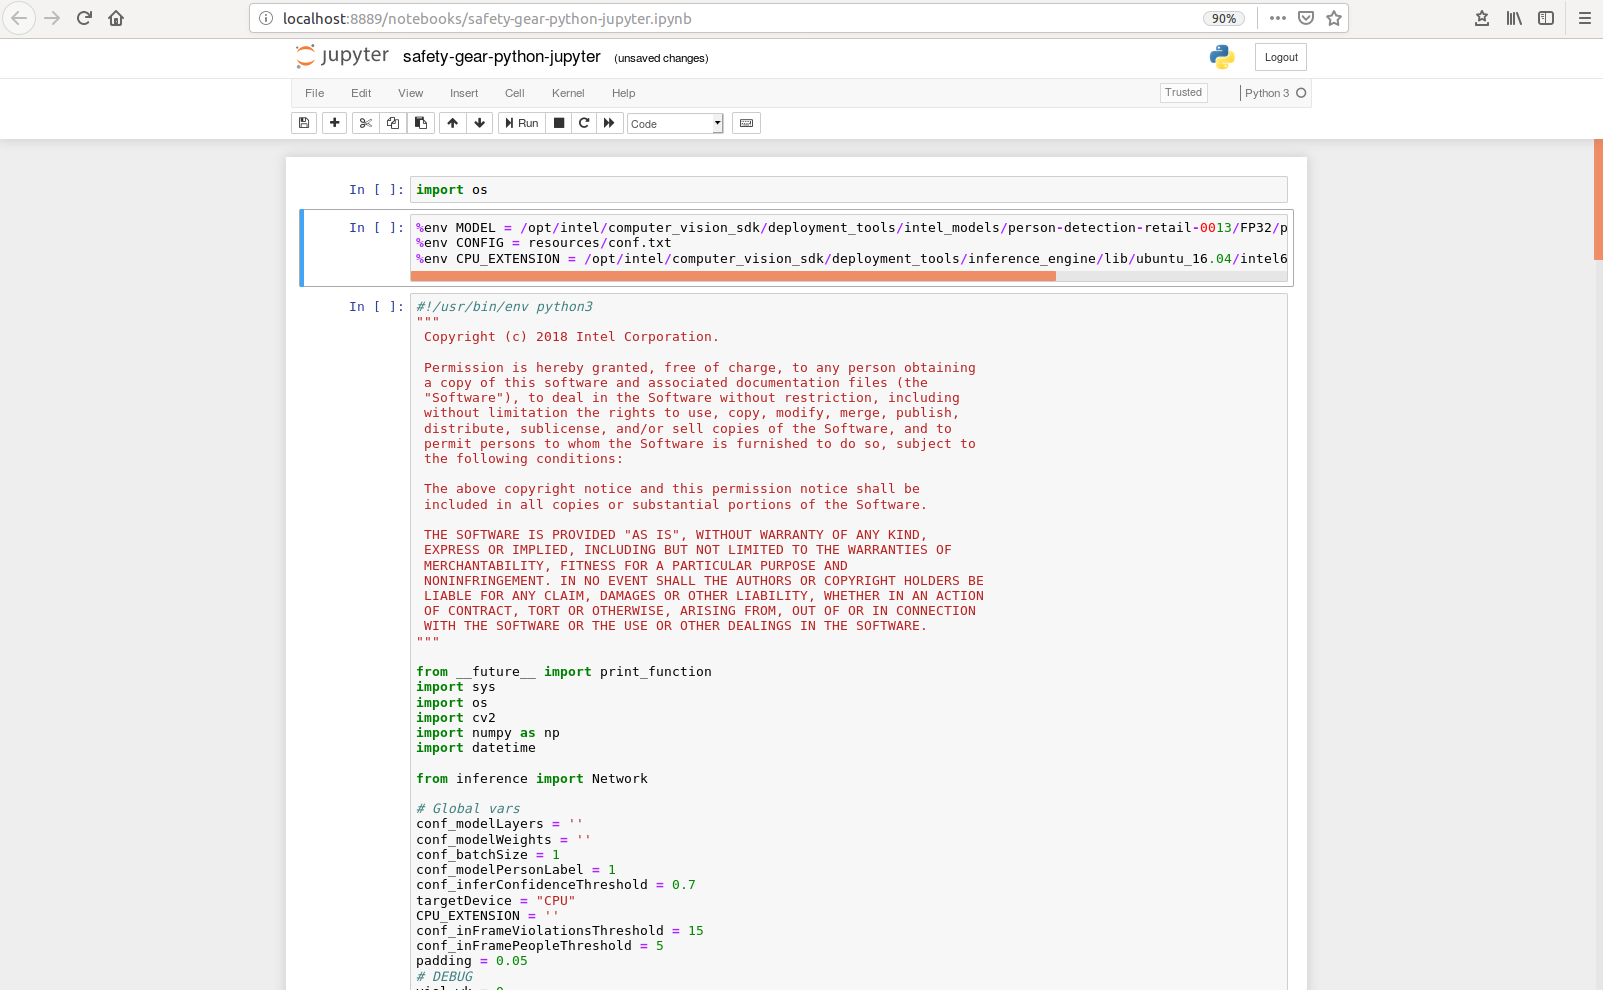 localhost:8889/notebooks/safety-gear-python-jupyter.ipynb 90%
jupyter safety-gear-python-jupyter (unsaved changes) Logout
File Edit View Insert Cell Kernel Help Trusted Python 3
Run Code
In [ ]: import os
In [ ]: %env MODEL = /opt/intel/computer_vision_sdk/deployment_tools/intel_models/person-detection-retail-0013/FP32/p
%env CONFIG = resources/conf.txt
%env CPU_EXTENSION = /opt/intel/computer_vision_sdk/deployment_tools/inference_engine/lib/ubuntu_16.04/intel6
In [ ]: #!/usr/bin/env python3
"""
Copyright (c) 2018 Intel Corporation.
Permission is hereby granted, free of charge, to any person obtaining
a copy of this software and associated documentation files (the
"Software"), to deal in the Software without restriction, including
without limitation the rights to use, copy, modify, merge, publish,
distribute, sublicense, and/or sell copies of the Software, and to
permit persons to whom the Software is furnished to do so, subject to
the following conditions:
The above copyright notice and this permission notice shall be
included in all copies or substantial portions of the Software.
THE SOFTWARE IS PROVIDED "AS IS", WITHOUT WARRANTY OF ANY KIND,
EXPRESS OR IMPLIED, INCLUDING BUT NOT LIMITED TO THE WARRANTIES OF
MERCHANTABILITY, FITNESS FOR A PARTICULAR PURPOSE AND
NONINFRINGEMENT. IN NO EVENT SHALL THE AUTHORS OR COPYRIGHT HOLDERS BE
LIABLE FOR ANY CLAIM, DAMAGES OR OTHER LIABILITY, WHETHER IN AN ACTION
OF CONTRACT, TORT OR OTHERWISE, ARISING FROM, OUT OF OR IN CONNECTION
WITH THE SOFTWARE OR THE USE OR OTHER DEALINGS IN THE SOFTWARE.
"""
from __future__ import print_function
import sys
import os
import cv2
import numpy as np
import datetime
from inference import Network
# Global vars
conf_modelLayers = ''
conf_modelWeights = ''
conf_batchSize = 1
conf_modelPersonLabel = 1
conf_inferConfidenceThreshold = 0.7
targetDevice = "CPU"
CPU_EXTENSION = ''
conf_inFrameViolationsThreshold = 15
conf_inFramePeopleThreshold = 5
padding = 0.05
# DEBUG